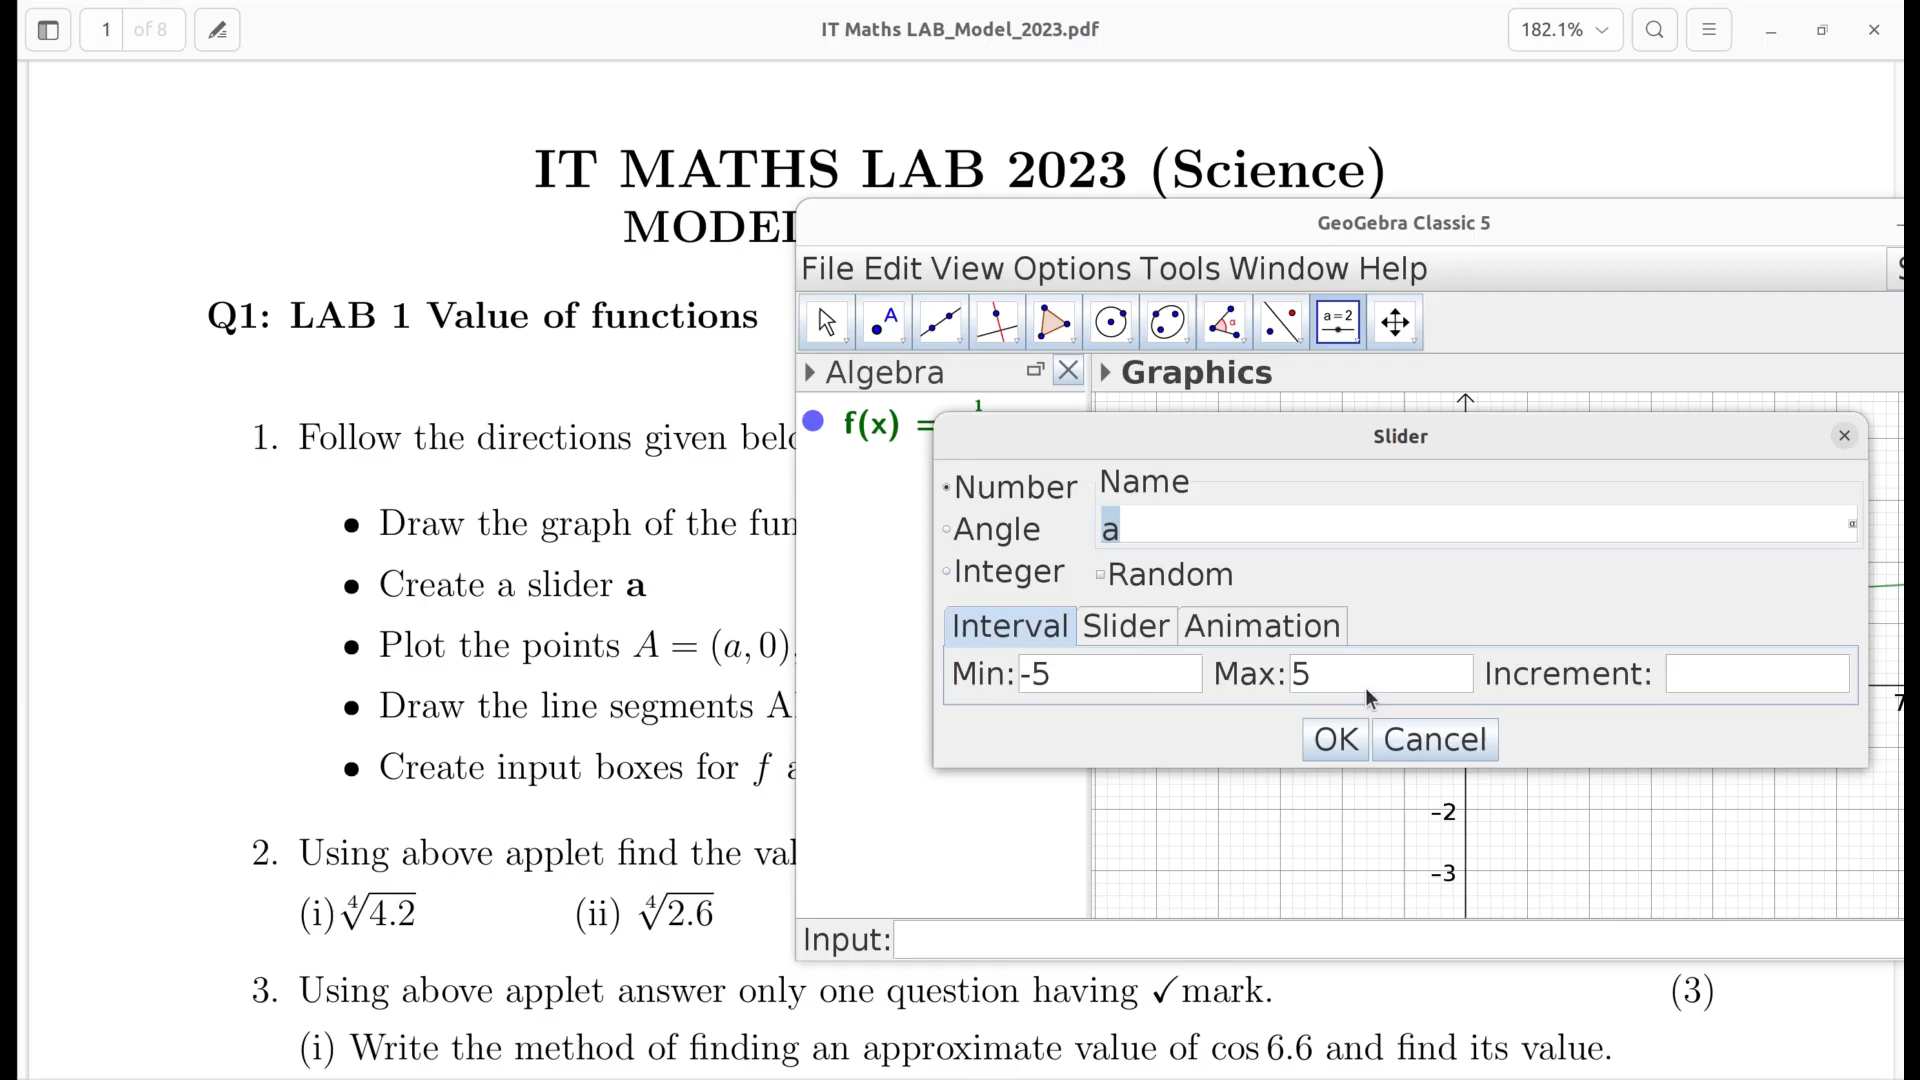 1 of 8
IT Maths LAB_Model_2023.pdf
182.1%
IT MATHS LAB 2023 (Science)
MODEL
Q1: LAB 1 Value of functions
1. Follow the directions given belo
• Draw the graph of the fun
• Create a slider a
• Plot the points A = (a, 0),
• Draw the line segments A
• Create input boxes for f a
2. Using above applet find the val
(i) ∜4.2 (ii) ∜2.6
3. Using above applet answer only one question having ✓mark. (3)
(i) Write the method of finding an approximate value of cos 6.6 and find its value.
GeoGebra Classic 5
File Edit View Options Tools Window Help
A
α
a=2
Algebra
Graphics
f(x) =
1
Slider
Number
Angle
Integer
Name
a
α
Random
Interval Slider Animation
Min: -5 Max: 5 Increment:
OK Cancel
7
-2
-3
Input: